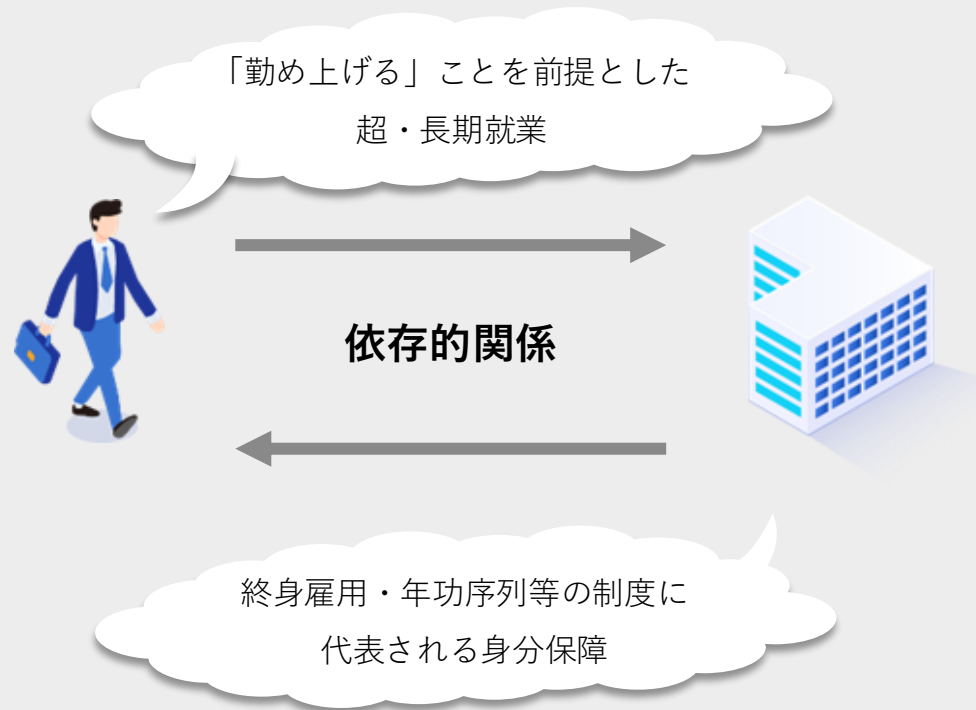 「勤め上げる」ことを前提とした
超・長期就業
依存的関係
終身雇用・年功序列等の制度に
代表される身分保障